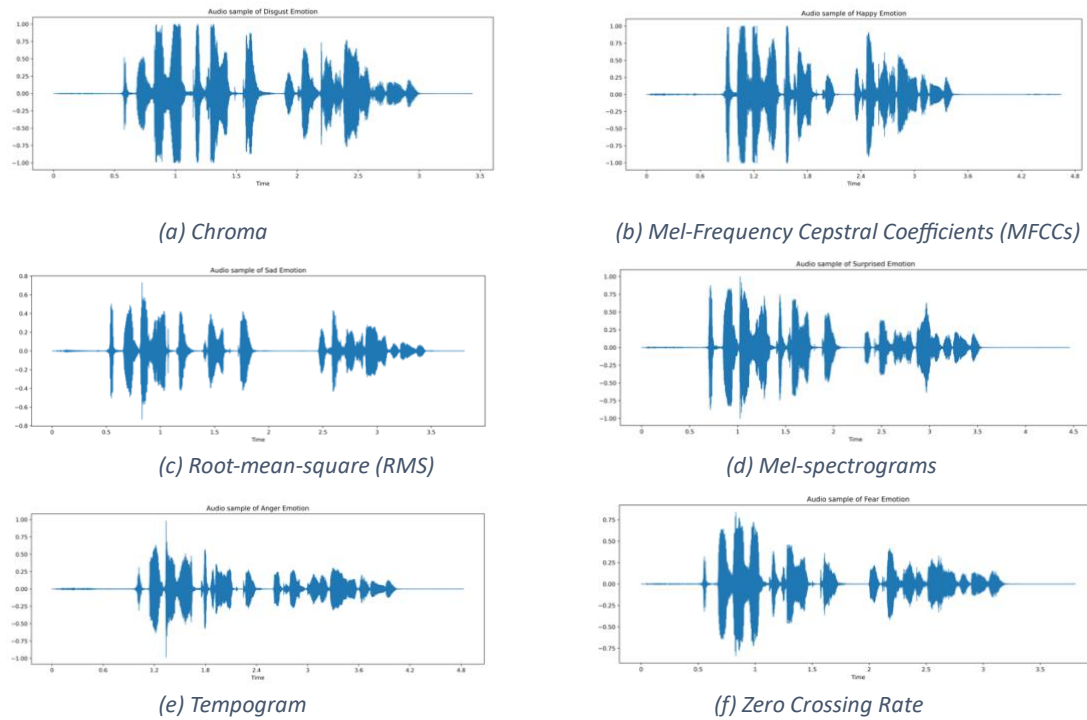 Audio sample of Disgust Emotion
1.00
0.75
0.50
0.25
0.00
−0.25
−0.50
−0.75
−1.00
0 0.5 1 1.5 2 2.5 3 3.5
Time
(a) Chroma
Audio sample of Happy Emotion
1.00
0.75
0.50
0.25
0.00
−0.25
−0.50
−0.75
−1.00
0 0.6 1.2 1.8 2.4 3 3.6 4.2 4.8
Time
(b) Mel-Frequency Cepstral Coefficients (MFCCs)
Audio sample of Sad Emotion
0.8
0.6
0.4
0.2
0.0
−0.2
−0.4
−0.6
−0.8
0 0.5 1 1.5 2 2.5 3 3.5
Time
(c) Root-mean-square (RMS)
Audio sample of Surprised Emotion
1.00
0.75
0.50
0.25
0.00
−0.25
−0.50
−0.75
−1.00
0 0.5 1 1.5 2 2.5 3 3.5 4 4.5
Time
(d) Mel-spectrograms
Audio sample of Anger Emotion
1.00
0.75
0.50
0.25
0.00
−0.25
−0.50
−0.75
−1.00
0 0.6 1.2 1.8 2.4 3 3.6 4.2 4.8
Time
(e) Tempogram
Audio sample of Fear Emotion
0.75
0.50
0.25
0.00
−0.25
−0.50
−0.75
0 0.5 1 1.5 2 2.5 3 3.5
Time
(f) Zero Crossing Rate